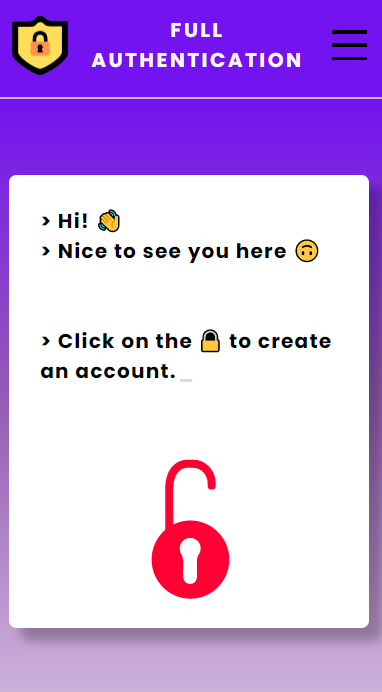 FULL
AUTHENTICATION
> Hi! 👋
> Nice to see you here 🙃
> Click on the 🔒 to create
an account._